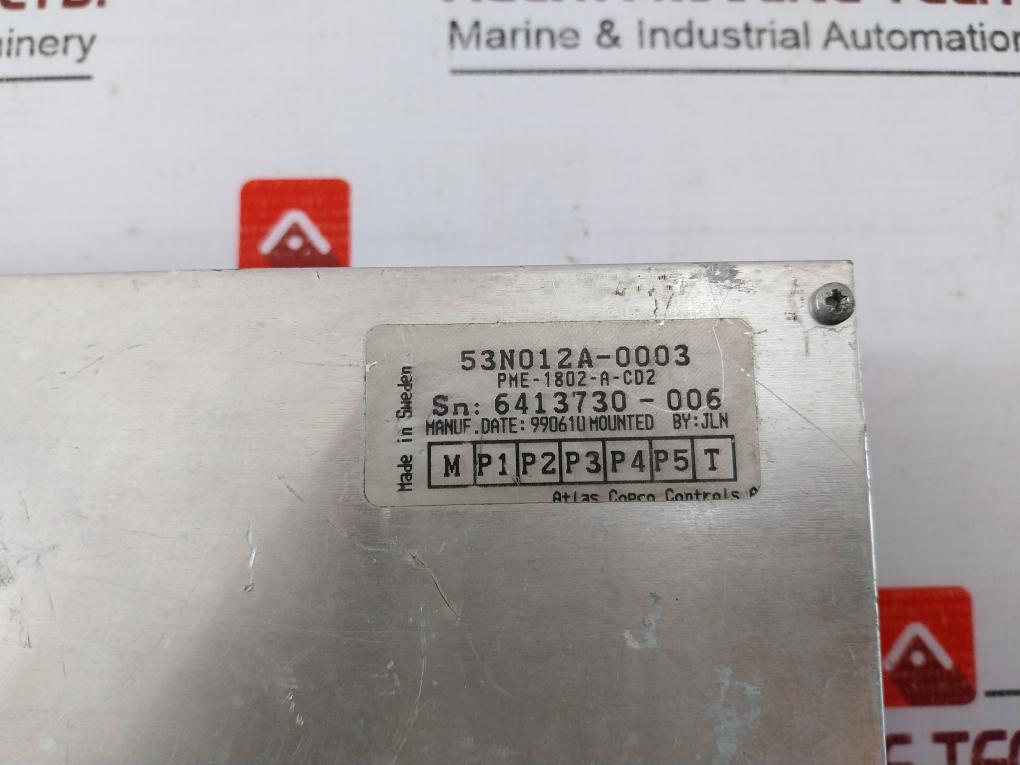 LTD.
Marine & Industrial Automation
53N012A-0003
PME-1802-A-CD2
Sn: 6413730-006
MANUF.DATE: 990610 MOUNTED BY:JLN
M P1 P2 P3 P4 P5 T
Atlas Copco Controls
Made in Sweden